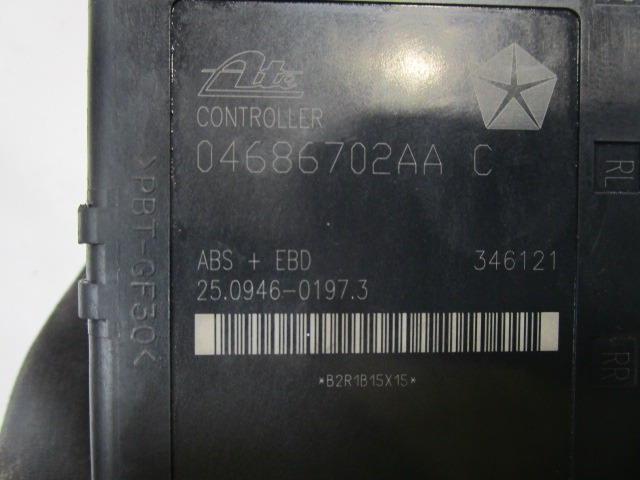 Ate
CONTROLLER
04686702AA C
ABS + EBD 346121
25.0946-0197.3
*B2R1B15X15*
>PBT-GF30<
RL
RR